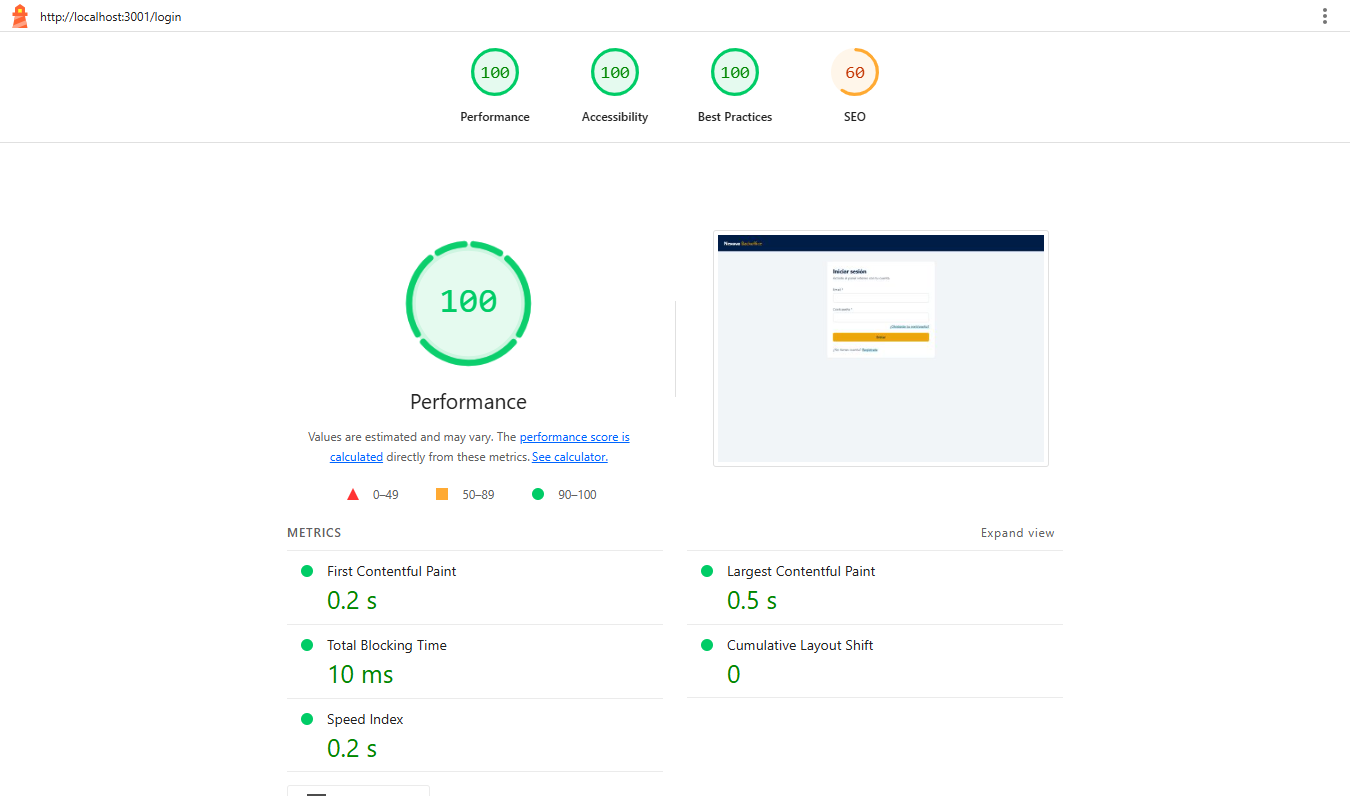 http://localhost:3001/login
100 100 100 60
Performance Accessibility Best Practices SEO
100
Performance
Values are estimated and may vary. The performance score is
calculated directly from these metrics. See calculator.
0–49 50–89 90–100
Iniciar sesión
Email *
Contraseña *
METRICS Expand view
First Contentful Paint
0.2 s
Largest Contentful Paint
0.5 s
Total Blocking Time
10 ms
Cumulative Layout Shift
0
Speed Index
0.2 s